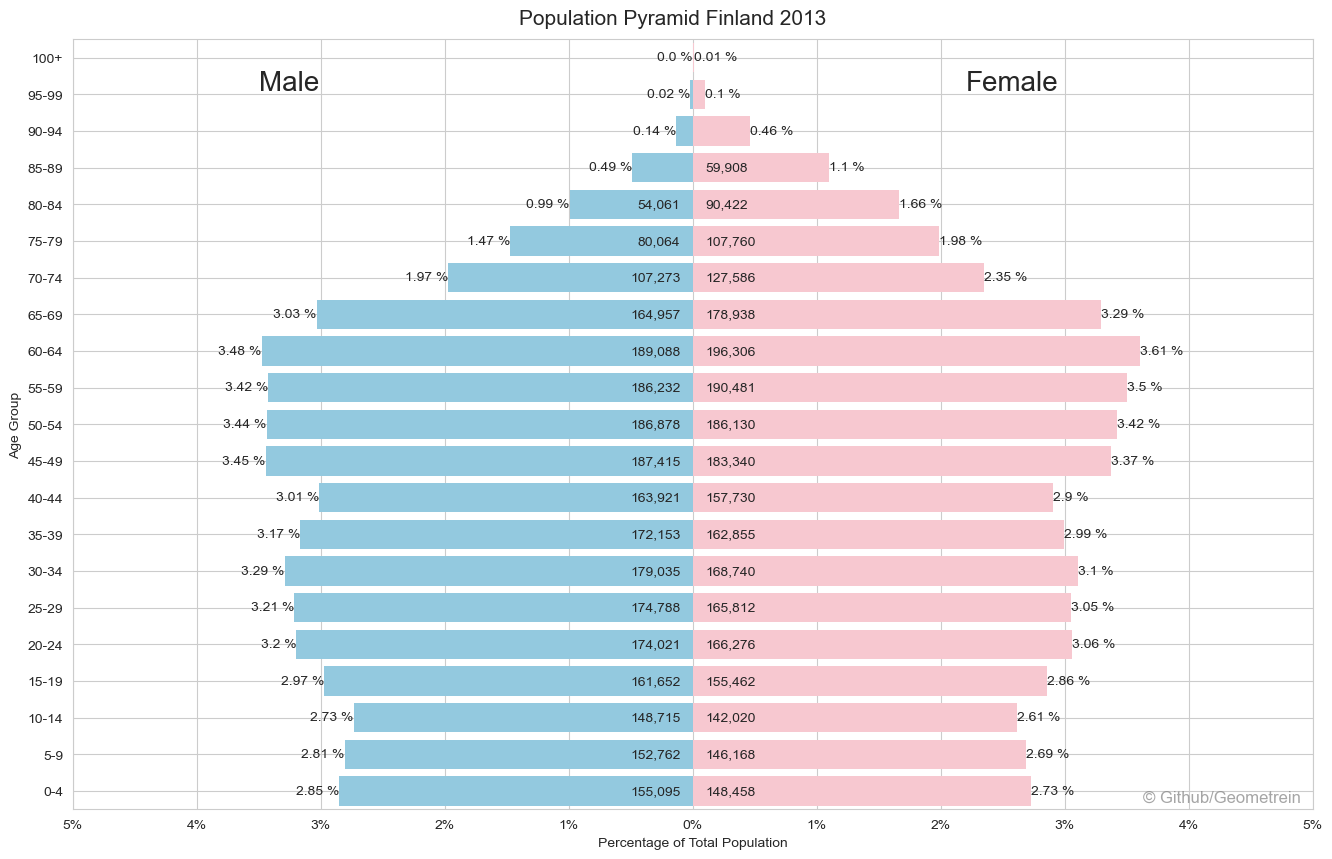 Population Pyramid Finland 2013
Male Female
Age Group
100+ 0.0 % 0.01 %
95-99 0.02 % 0.1 %
90-94 0.14 % 0.46 %
85-89 0.49 % 59,908 1.1 %
80-84 0.99 % 54,061 90,422 1.66 %
75-79 1.47 % 80,064 107,760 1.98 %
70-74 1.97 % 107,273 127,586 2.35 %
65-69 3.03 % 164,957 178,938 3.29 %
60-64 3.48 % 189,088 196,306 3.61 %
55-59 3.42 % 186,232 190,481 3.5 %
50-54 3.44 % 186,878 186,130 3.42 %
45-49 3.45 % 187,415 183,340 3.37 %
40-44 3.01 % 163,921 157,730 2.9 %
35-39 3.17 % 172,153 162,855 2.99 %
30-34 3.29 % 179,035 168,740 3.1 %
25-29 3.21 % 174,788 165,812 3.05 %
20-24 3.2 % 174,021 166,276 3.06 %
15-19 2.97 % 161,652 155,462 2.86 %
10-14 2.73 % 148,715 142,020 2.61 %
5-9 2.81 % 152,762 146,168 2.69 %
0-4 2.85 % 155,095 148,458 2.73 %
© Github/Geometrein
5% 4% 3% 2% 1% 0% 1% 2% 3% 4% 5%
Percentage of Total Population